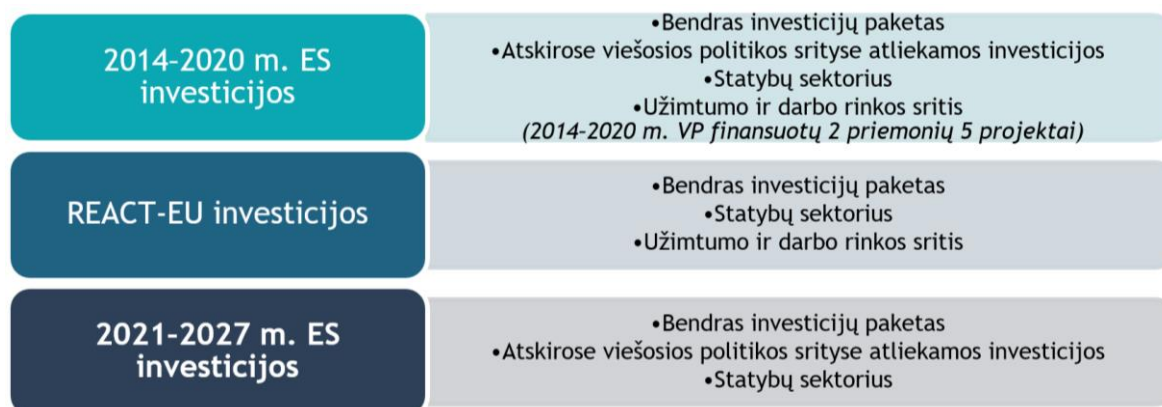 2014–2020 m. ES
investicijos
•Bendras investicijų paketas
•Atskirose viešosios politikos srityse atliekamos investicijos
•Statybų sektorius
•Užimtumo ir darbo rinkos sritis
(2014–2020 m. VP finansuotų 2 priemonių 5 projektai)
REACT-EU investicijos
•Bendras investicijų paketas
•Statybų sektorius
•Užimtumo ir darbo rinkos sritis
2021–2027 m. ES
investicijos
•Bendras investicijų paketas
•Atskirose viešosios politikos srityse atliekamos investicijos
•Statybų sektorius